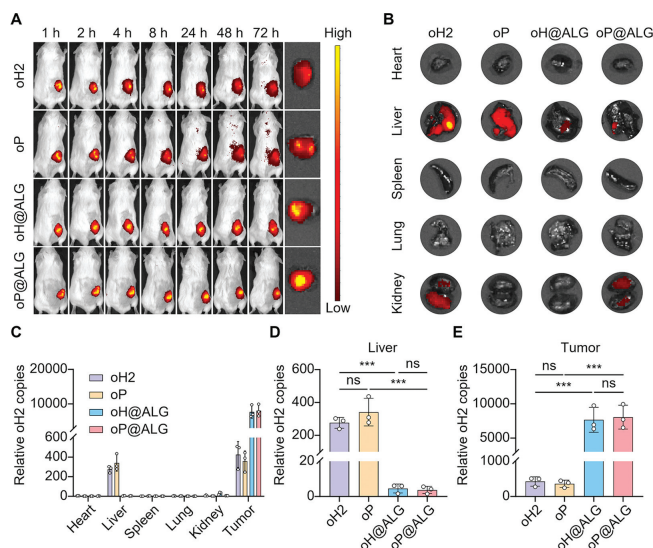 A
1 h 2 h 4 h 8 h 24 h 48 h 72 h
High
oH2
oP
oH@ALG
oP@ALG
Low
B
oH2 oP oH@ALG oP@ALG
Heart
Liver
Spleen
Lung
Kidney
C
Relative oH2 copies
20000
10000
600
400
200
0
oH2
oP
oH@ALG
oP@ALG
Heart
Liver
Spleen
Lung
Kidney
Tumor
D
Liver
Relative oH2 copies
*** ns
ns ***
600
400
200
20
0
oH2
oP
oH@ALG
oP@ALG
E
Tumor
Relative oH2 copies
ns ***
*** ns
15000
10000
5000
1000
0
oH2
oP
oH@ALG
oP@ALG